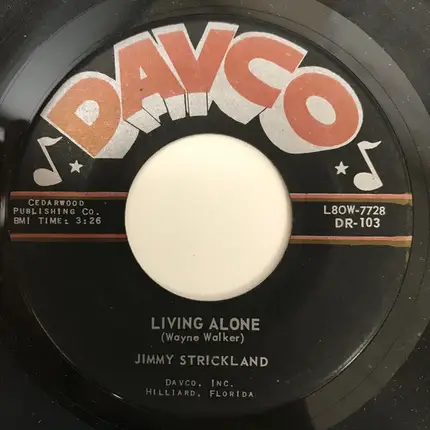 DAVCO
CEDARWOOD
PUBLISHING CO.
BMI TIME: 3:26
L8OW-7728
DR-103
LIVING ALONE
(Wayne Walker)
JIMMY STRICKLAND
DAVCO, INC.
HILLIARD, FLORIDA